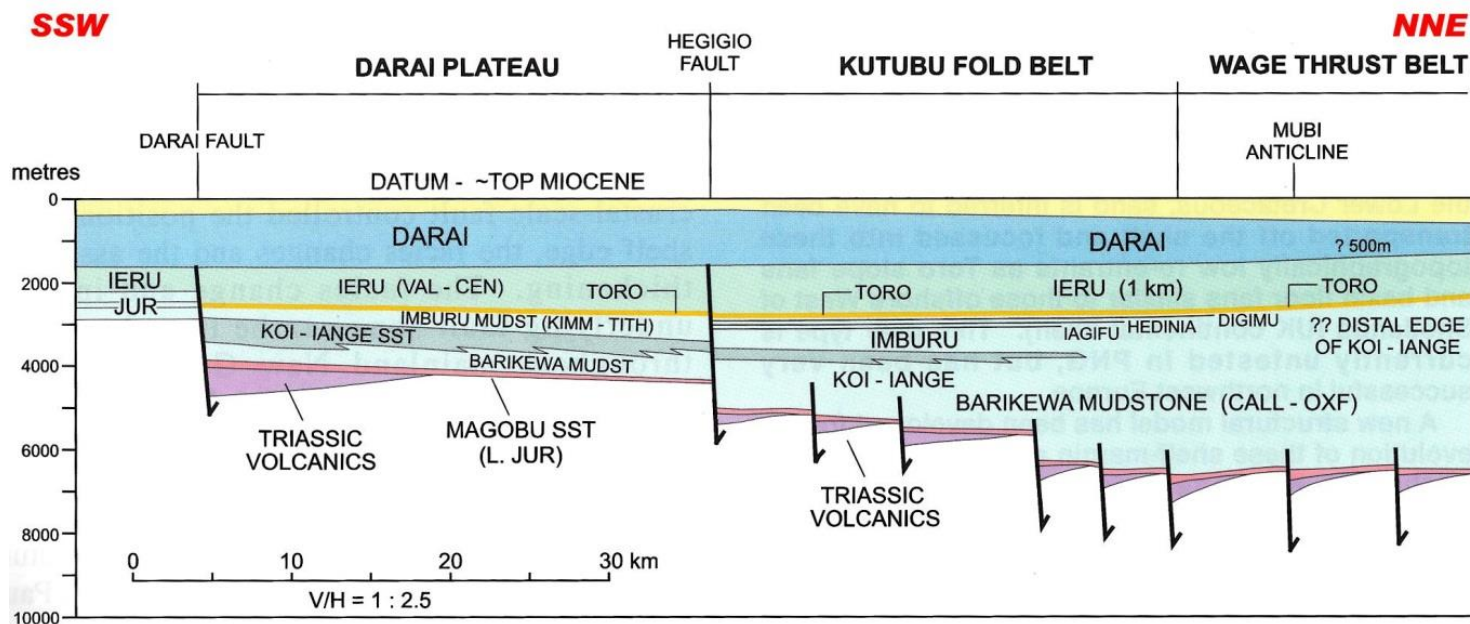 SSW
NNE
HEGIGIO
FAULT
DARAI PLATEAU
KUTUBU FOLD BELT
WAGE THRUST BELT
DARAI FAULT
MUBI
ANTICLINE
metres
DATUM - ~TOP MIOCENE
0
DARAI
DARAI
? 500m
2000
IERU
IERU (VAL - CEN)
TORO
TORO
IERU (1 km)
TORO
JUR
IMBURU MUDST (KIMM - TITH)
IAGIFU
HEDINIA
DIGIMU
KOI - IANGE SST
IMBURU
?? DISTAL EDGE
OF KOI - IANGE
4000
BARIKEWA MUDST
KOI - IANGE
BARIKEWA MUDSTONE (CALL - OXF)
TRIASSIC
VOLCANICS
MAGOBU SST
(L. JUR)
6000
TRIASSIC
VOLCANICS
8000
0 10 20 30 km
V/H = 1 : 2.5
10000